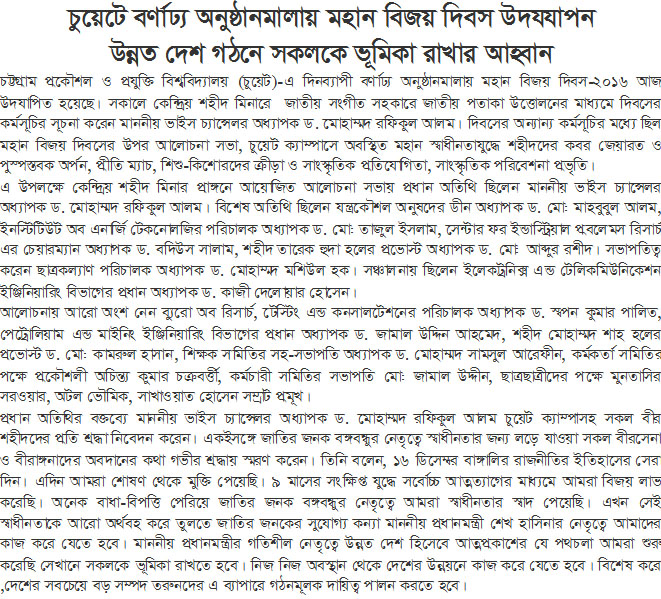 চুয়েটে বর্ণাঢ্য অনুষ্ঠানমালায় মহান বিজয় দিবস উদযযাপন
উন্নত দেশ গঠনে সকলকে ভূমিকা রাখার আহ্বান
চট্টগ্রাম প্রকৌশল ও প্রযুক্তি বিশ্ববিদ্যালয় (চুয়েট)-এ দিনব্যাপী বর্ণাঢ্য অনুষ্ঠানমালায় মহান বিজয় দিবস-২০১৬ আজ
উদযাপিত হয়েছে। সকালে কেন্দ্রিয় শহীদ মিনারে জাতীয় সংগীত সহকারে জাতীয় পতাকা উত্তোলনের মাধ্যমে দিবসের
কর্মসূচির সূচনা করেন মাননীয় ভাইস চ্যান্সেলর অধ্যাপক ড. মোহাম্মদ রফিকুল আলম। দিবসের অন্যান্য কর্মসূচির মধ্যে ছিল
মহান বিজয় দিবসের উপর আলোচনা সভা, চুয়েট ক্যাম্পাসে অবস্থিত মহান স্বাধীনতাযুদ্ধে শহীদদের কবর জেয়ারত ও
পুস্পস্তবক অর্পন, প্রীতি ম্যাচ, শিশু-কিশোরদের ক্রীড়া ও সাংস্কৃতিক প্রতিযোগিতা, সাংস্কৃতিক পরিবেশনা প্রভৃতি।
এ উপলক্ষে কেন্দ্রিয় শহীদ মিনার প্রাঙ্গনে আয়োজিত আলোচনা সভায় প্রধান অতিথি ছিলেন মাননীয় ভাইস চ্যান্সেলর
অধ্যাপক ড. মোহাম্মদ রফিকুল আলম। বিশেষ অতিথি ছিলেন যন্ত্রকৌশল অনুষদের ডীন অধ্যাপক ড. মো: মাহবুবুল আলম,
ইনস্টিটিউট অব এনার্জি টেকনোলজির পরিচালক অধ্যাপক ড. মো: তাজুল ইসলাম, সেন্টার ফর ইন্ডাস্ট্রিয়াল প্রবলেমস রিসার্চ
এর চেয়ারম্যান অধ্যাপক ড. বদিউস সালাম, শহীদ তারেক হুদা হলের প্রভোস্ট অধ্যাপক ড. মো: আব্দুর রশীদ। সভাপতিত্ব
করেন ছাত্রকল্যাণ পরিচালক অধ্যাপক ড. মোহাম্মদ মশিউল হক। সঞ্চালনায় ছিলেন ইলেকট্রনিক্স এন্ড টেলিকমিউনিকেশন
ইঞ্জিনিয়ারিং বিভাগের প্রধান অধ্যাপক ড. কাজী দেলোয়ার হোসেন।
আলোচনায় আরো অংশ নেন ব্যুরো অব রিসার্চ, টেস্টিং এন্ড কনসালটেশনের পরিচালক অধ্যাপক ড. স্বপন কুমার পালিত,
পেট্রোলিয়াম এন্ড মাইনিং ইঞ্জিনিয়ারিং বিভাগের প্রধান অধ্যাপক ড. জামাল উদ্দিন আহমেদ, শহীদ মোহাম্মদ শাহ হলের
প্রভোস্ট ড. মো: কামরুল হাসান, শিক্ষক সমিতির সহ-সভাপতি অধ্যাপক ড. মোহাম্মদ সামসুল আরেফীন, কর্মকর্তা সমিতির
পক্ষে প্রকৌশলী অচিন্ত্য কুমার চক্রবর্ত্তী, কর্মচারী সমিতির সভাপতি মো: জামাল উদ্দীন, ছাত্রছাত্রীদের পক্ষে মুনতাসির
সরওয়ার, অটল ভৌমিক, সাখাওয়াত হোসেন সম্রাট প্রমূখ।
প্রধান অতিথির বক্তব্যে মাননীয় ভাইস চ্যান্সেলর অধ্যাপক ড. মোহাম্মদ রফিকুল আলম চুয়েট ক্যাম্পাসহ সকল বীর
শহীদদের প্রতি শ্রদ্ধা নিবেদন করেন। একইসঙ্গে জাতির জনক বঙ্গবন্ধুর নেতৃত্বে স্বাধীনতার জন্য লড়ে যাওয়া সকল বীরসেনা
ও বীরাঙ্গনাদের অবদানের কথা গভীর শ্রদ্ধায় স্মরণ করেন। তিনি বলেন, ১৬ ডিসেম্বর বাঙ্গালির রাজনীতির ইতিহাসের সেরা
দিন। এদিন আমরা শোষণ থেকে মুক্তি পেয়েছি। ৯ মাসের সংক্ষিপ্ত যুদ্ধে সর্বোচ্চ আত্মত্যাগের মাধ্যমে আমরা বিজয় লাভ
করেছি। অনেক বাধা-বিপত্তি পেরিয়ে জাতির জনক বঙ্গবন্ধুর নেতৃত্বে আমরা স্বাধীনতার স্বাদ পেয়েছি। এখন সেই
স্বাধীনতাকে আরো অর্থবহ করে তুলতে জাতির জনকের সুযোগ্য কন্যা মাননীয় প্রধানমন্ত্রী শেখ হাসিনার নেতৃত্বে আমাদের
কাজ করে যেতে হবে। মাননীয় প্রধানমন্ত্রীর গতিশীল নেতৃত্বে উন্নত দেশ হিসেবে আত্মপ্রকাশের যে পথচলা আমরা শুরু
করেছি সেখানে সকলকে ভূমিকা রাখতে হবে। নিজ নিজ অবস্থান থেকে দেশের উন্নয়নে কাজ করে যেতে হবে। বিশেষ করে
,দেশের সবচেয়ে বড় সম্পদ তরুনদের এ ব্যাপারে গঠনমূলক দায়িত্ব পালন করতে হবে।